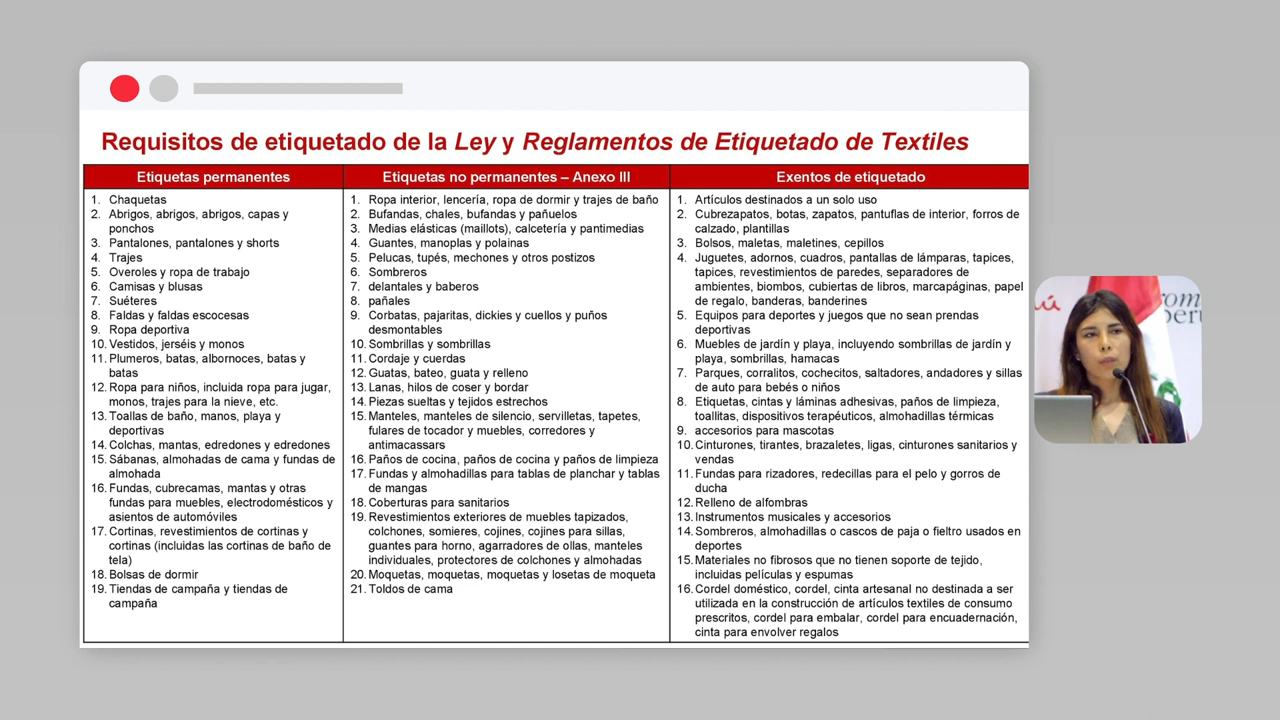 Requisitos de etiquetado de la Ley y Reglamentos de Etiquetado de Textiles
Etiquetas permanentes
1. Chaquetas
2. Abrigos, abrigos, abrigos, capas y
ponchos
3. Pantalones, pantalones y shorts
4. Trajes
5. Overoles y ropa de trabajo
6. Camisas y blusas
7. Suéteres
8. Faldas y faldas escocesas
9. Ropa deportiva
10. Vestidos, jerséis y monos
11. Plumeros, batas, albornoces, batas y
batas
12. Ropa para niños, incluida ropa para jugar,
monos, trajes para la nieve, etc.
13. Toallas de baño, manos, playa y
deportivas
14. Colchas, mantas, edredones y edredones
15. Sábanas, almohadas de cama y fundas de
almohada
16. Fundas, cubrecamas, mantas y otras
fundas para muebles, electrodomésticos y
asientos de automóviles
17. Cortinas, revestimientos de cortinas y
cortinas (incluidas las cortinas de baño de
tela)
18. Bolsas de dormir
19. Tiendas de campaña y tiendas de
campaña
Etiquetas no permanentes – Anexo III
1. Ropa interior, lencería, ropa de dormir y trajes de baño
2. Bufandas, chales, bufandas y pañuelos
3. Medias elásticas (maillots), calcetería y pantimedias
4. Guantes, manoplas y polainas
5. Pelucas, tupés, mechones y otros postizos
6. Sombreros
7. delantales y baberos
8. pañales
9. Corbatas, pajaritas, dickies y cuellos y puños
desmontables
10. Sombrillas y sombrillas
11. Cordaje y cuerdas
12. Guatas, bateo, guata y relleno
13. Lanas, hilos de coser y bordar
14. Piezas sueltas y tejidos estrechos
15. Manteles, manteles de silencio, servilletas, tapetes,
fulares de tocador y muebles, corredores y
antimacassars
16. Paños de cocina, paños de cocina y paños de limpieza
17. Fundas y almohadillas para tablas de planchar y tablas
de mangas
18. Coberturas para sanitarios
19. Revestimientos exteriores de muebles tapizados,
colchones, somieres, cojines, cojines para sillas,
guantes para horno, agarradores de ollas, manteles
individuales, protectores de colchones y almohadas
20. Moquetas, moquetas, moquetas y losetas de moqueta
21. Toldos de cama
Exentos de etiquetado
1. Artículos destinados a un solo uso
2. Cubrezapatos, botas, zapatos, pantuflas de interior, forros de
calzado, plantillas
3. Bolsos, maletas, maletines, cepillos
4. Juguetes, adornos, cuadros, pantallas de lámparas, tapices,
tapices, revestimientos de paredes, separadores de
ambientes, biombos, cubiertas de libros, marcapáginas, papel
de regalo, banderas, banderines
5. Equipos para deportes y juegos que no sean prendas
deportivas
6. Muebles de jardín y playa, incluyendo sombrillas de jardín y
playa, sombrillas, hamacas
7. Parques, corralitos, cochecitos, saltadores, andadores y sillas
de auto para bebés o niños
8. Etiquetas, cintas y láminas adhesivas, paños de limpieza,
toallitas, dispositivos terapéuticos, almohadillas térmicas
9. accesorios para mascotas
10. Cinturones, tirantes, brazaletes, ligas, cinturones sanitarios y
vendas
11. Fundas para rizadores, redecillas para el pelo y gorros de
ducha
12. Relleno de alfombras
13. Instrumentos musicales y accesorios
14. Sombreros, almohadillas o cascos de paja o fieltro usados en
deportes
15. Materiales no fibrosos que no tienen soporte de tejido,
incluidas películas y espumas
16. Cordel doméstico, cordel, cinta artesanal no destinada a ser
utilizada en la construcción de artículos textiles de consumo
prescritos, cordel para embalar, cordel para encuadernación,
cinta para envolver regalos